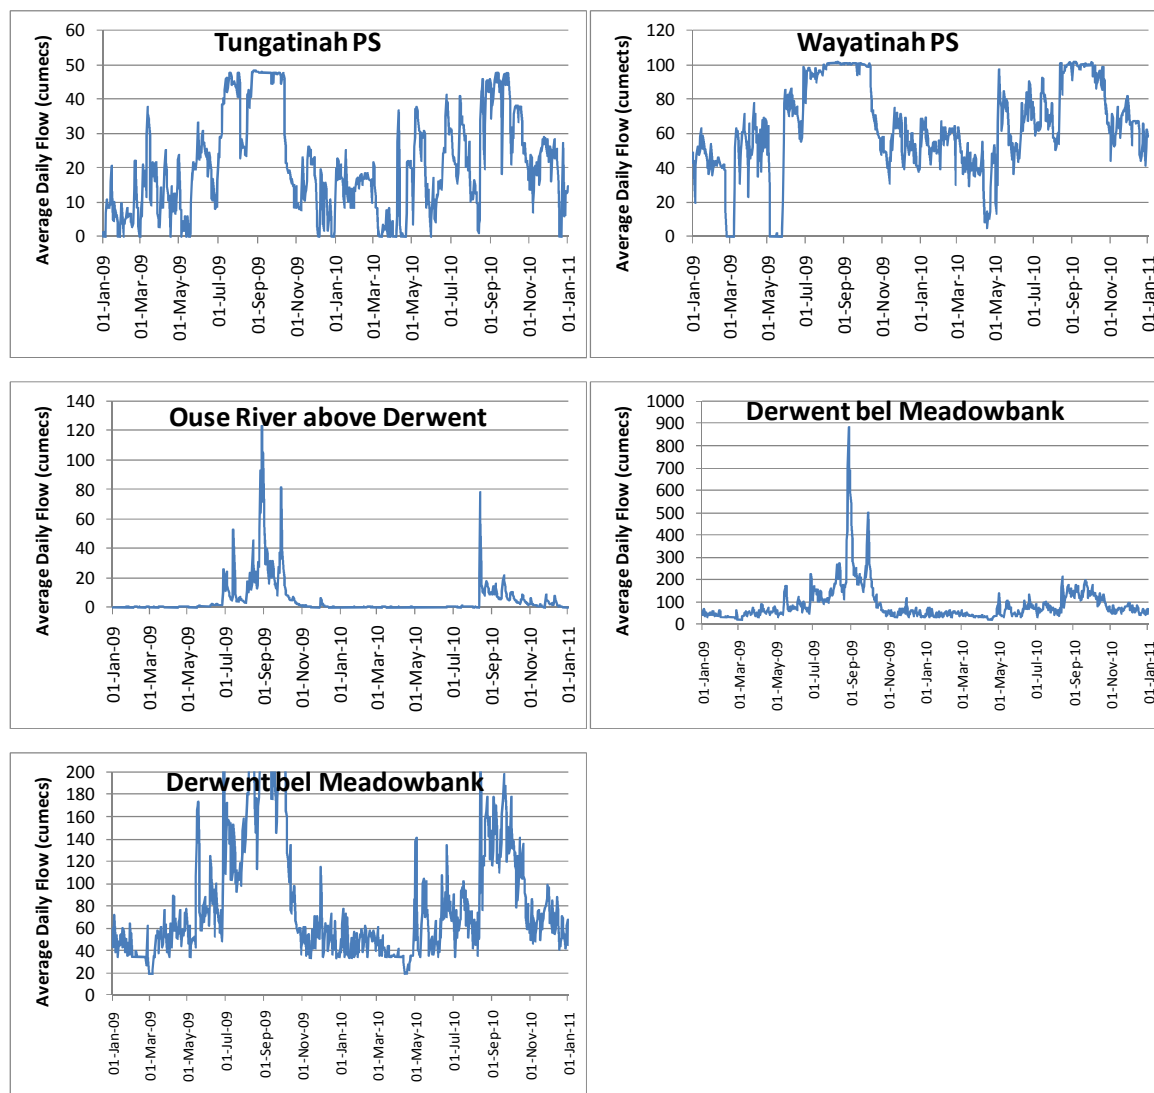 Tungatinah PS
Average Daily Flow (cumecs)
60
50
40
30
20
10
0
01-Jan-09
01-Mar-09
01-May-09
01-Jul-09
01-Sep-09
01-Nov-09
01-Jan-10
01-Mar-10
01-May-10
01-Jul-10
01-Sep-10
01-Nov-10
01-Jan-11
Wayatinah PS
Average Daily Flow (cumects)
120
100
80
60
40
20
0
01-Jan-09
01-Mar-09
01-May-09
01-Jul-09
01-Sep-09
01-Nov-09
01-Jan-10
01-Mar-10
01-May-10
01-Jul-10
01-Sep-10
01-Nov-10
01-Jan-11
Ouse River above Derwent
Average Daily Flow (cumecs)
140
120
100
80
60
40
20
0
01-Jan-09
01-Mar-09
01-May-09
01-Jul-09
01-Sep-09
01-Nov-09
01-Jan-10
01-Mar-10
01-May-10
01-Jul-10
01-Sep-10
01-Nov-10
01-Jan-11
Derwent bel Meadowbank
Average Daily Flow (cumecs)
1000
900
800
700
600
500
400
300
200
100
0
01-Jan-09
01-Mar-09
01-May-09
01-Jul-09
01-Sep-09
01-Nov-09
01-Jan-10
01-Mar-10
01-May-10
01-Jul-10
01-Sep-10
01-Nov-10
01-Jan-11
Derwent bel Meadowbank
Average Daily Flow (cumecs)
200
180
160
140
120
100
80
60
40
20
0
01-Jan-09
01-Mar-09
01-May-09
01-Jul-09
01-Sep-09
01-Nov-09
01-Jan-10
01-Mar-10
01-May-10
01-Jul-10
01-Sep-10
01-Nov-10
01-Jan-11